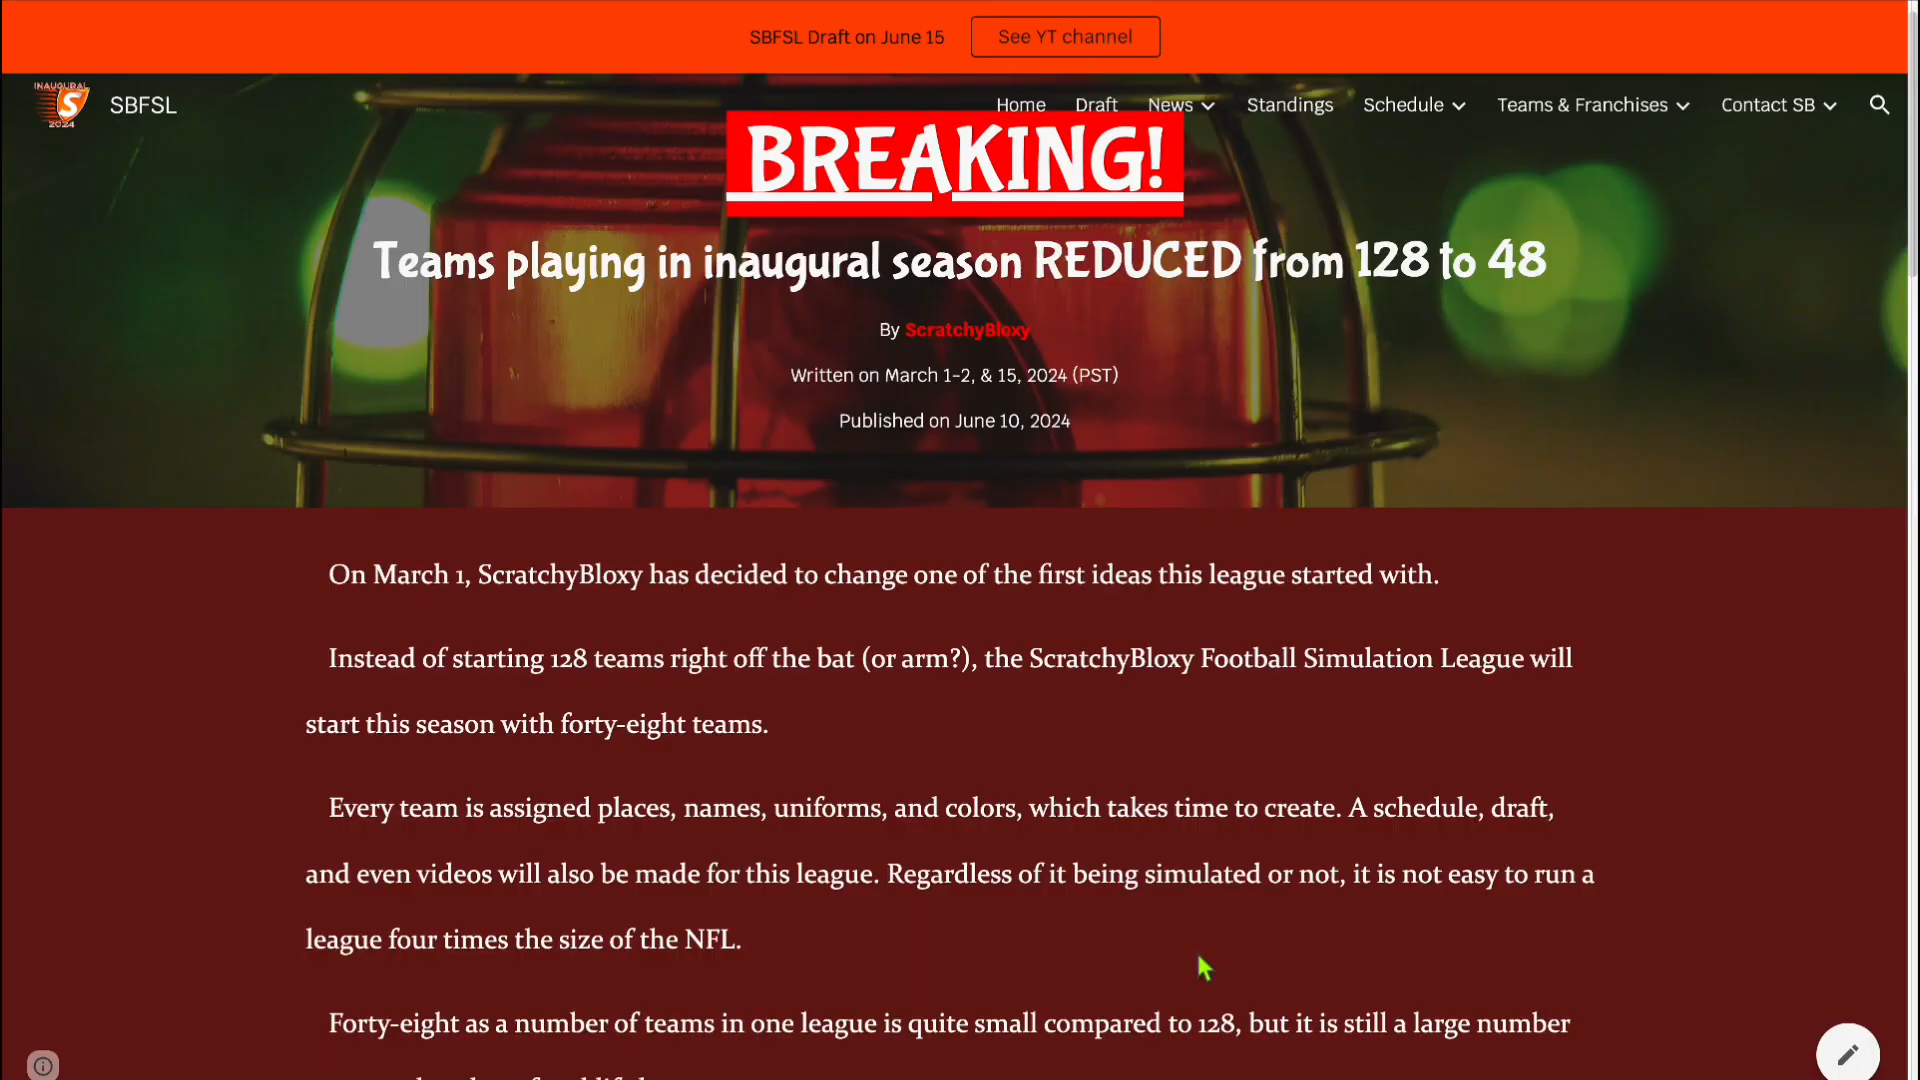 SBFSL Draft on June 15 See YT channel
INAUGURAL
S
2024
SBFSL
Home Draft News Standings Schedule Teams & Franchises Contact SB
BREAKING!
Teams playing in inaugural season REDUCED from 128 to 48
By ScratchyBloxy
Written on March 1-2, & 15, 2024 (PST)
Published on June 10, 2024
On March 1, ScratchyBloxy has decided to change one of the first ideas this league started with.
Instead of starting 128 teams right off the bat (or arm?), the ScratchyBloxy Football Simulation League will
start this season with forty-eight teams.
Every team is assigned places, names, uniforms, and colors, which takes time to create. A schedule, draft,
and even videos will also be made for this league. Regardless of it being simulated or not, it is not easy to run a
league four times the size of the NFL.
Forty-eight as a number of teams in one league is quite small compared to 128, but it is still a large number